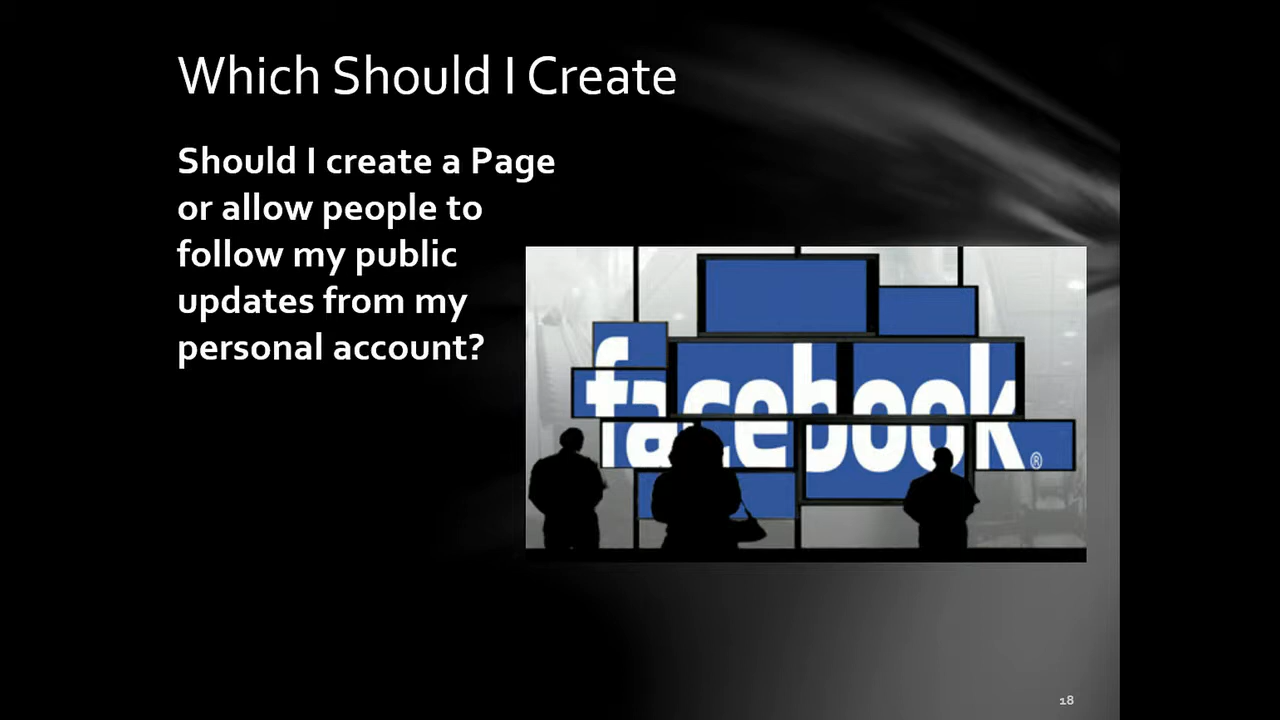 Which Should I Create
Should I create a Page
or allow people to
follow my public
updates from my
personal account?
facebook®
18